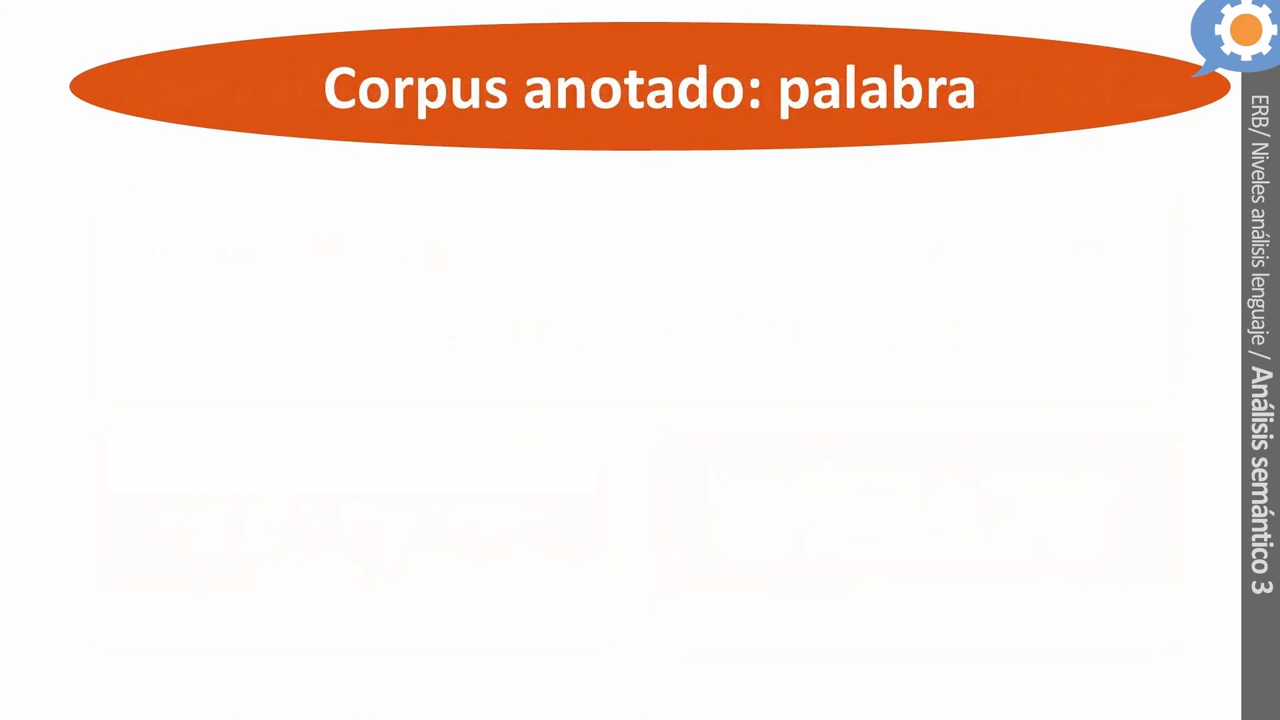 Corpus anotado: palabra
ERB/ Niveles análisis lenguaje / Análisis semántico 3